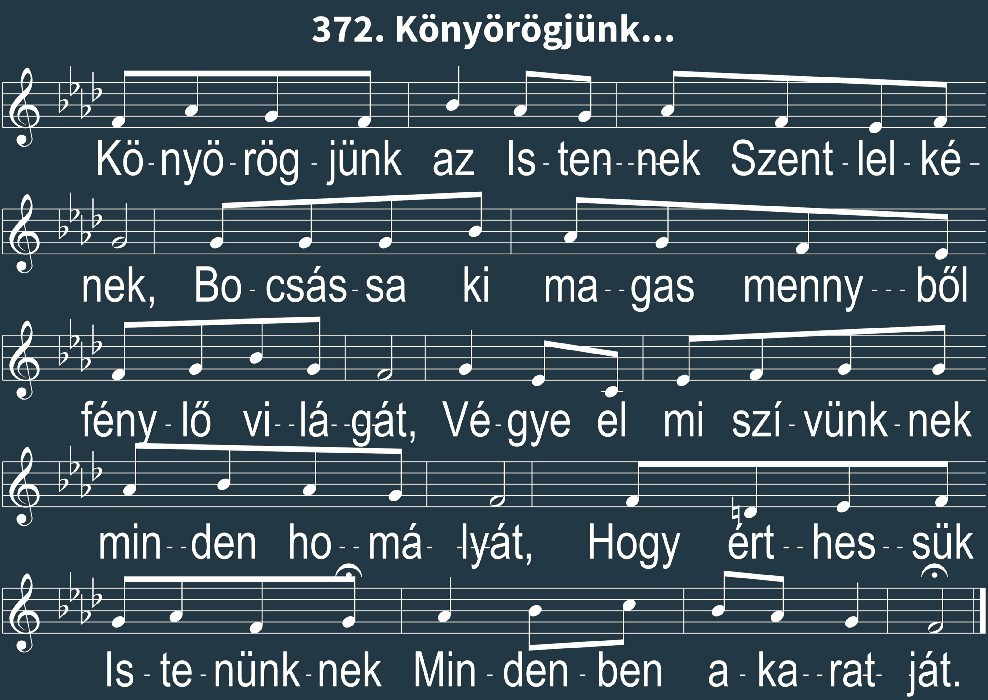 372. Könyörögjünk...
Kö-nyö-rög-jünk az Is-ten--nek Szent-lel-ké-
nek, Bo-csás-sa ki ma--gas menny---ből
fény-lő vi--lá--gát, Vé-gye el mi szí-vünk-nek
min--den ho--má--lyát, Hogy ért--hes--sük
Is-te-nünk-nek Min-den-ben a-ka-rat-ját.